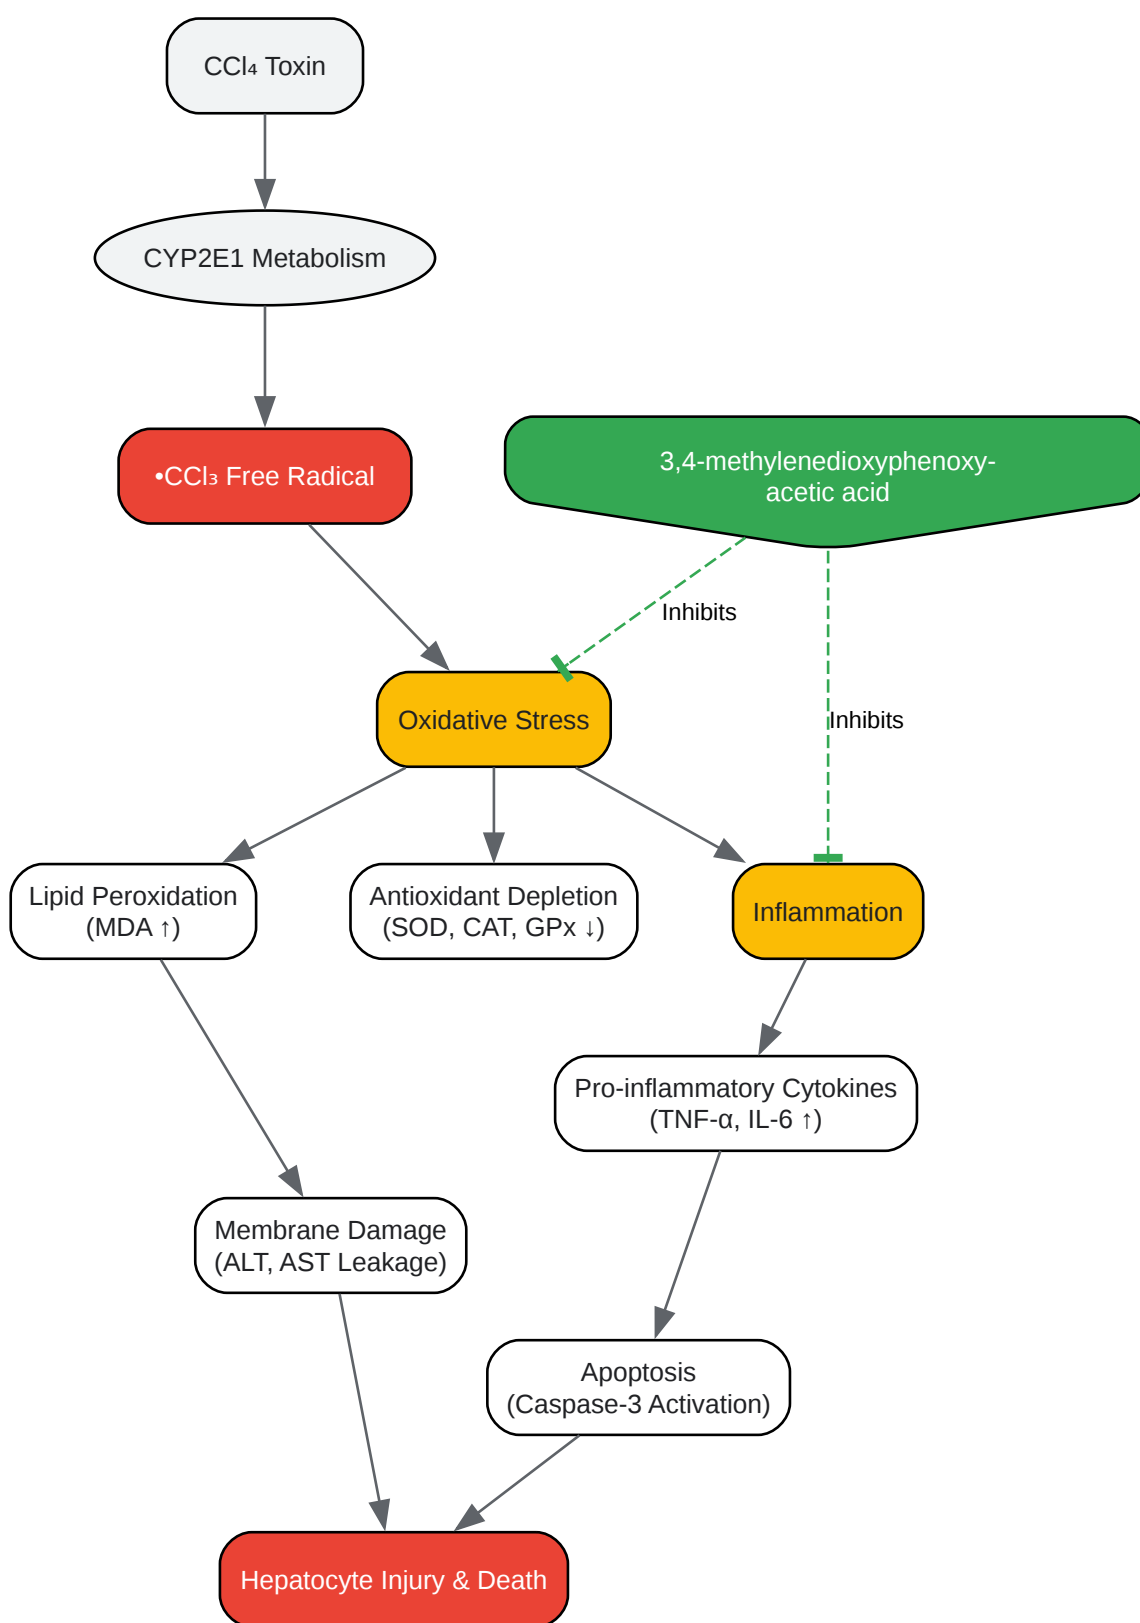 CCl₄ Toxin
CYP2E1 Metabolism
•CCl₃ Free Radical
3,4-methylenedioxyphenoxy-
acetic acid
Inhibits
Oxidative Stress
Inhibits
Lipid Peroxidation
(MDA ↑)
Antioxidant Depletion
(SOD, CAT, GPx ↓)
Inflammation
Pro-inflammatory Cytokines
(TNF-α, IL-6 ↑)
Membrane Damage
(ALT, AST Leakage)
Apoptosis
(Caspase-3 Activation)
Hepatocyte Injury & Death